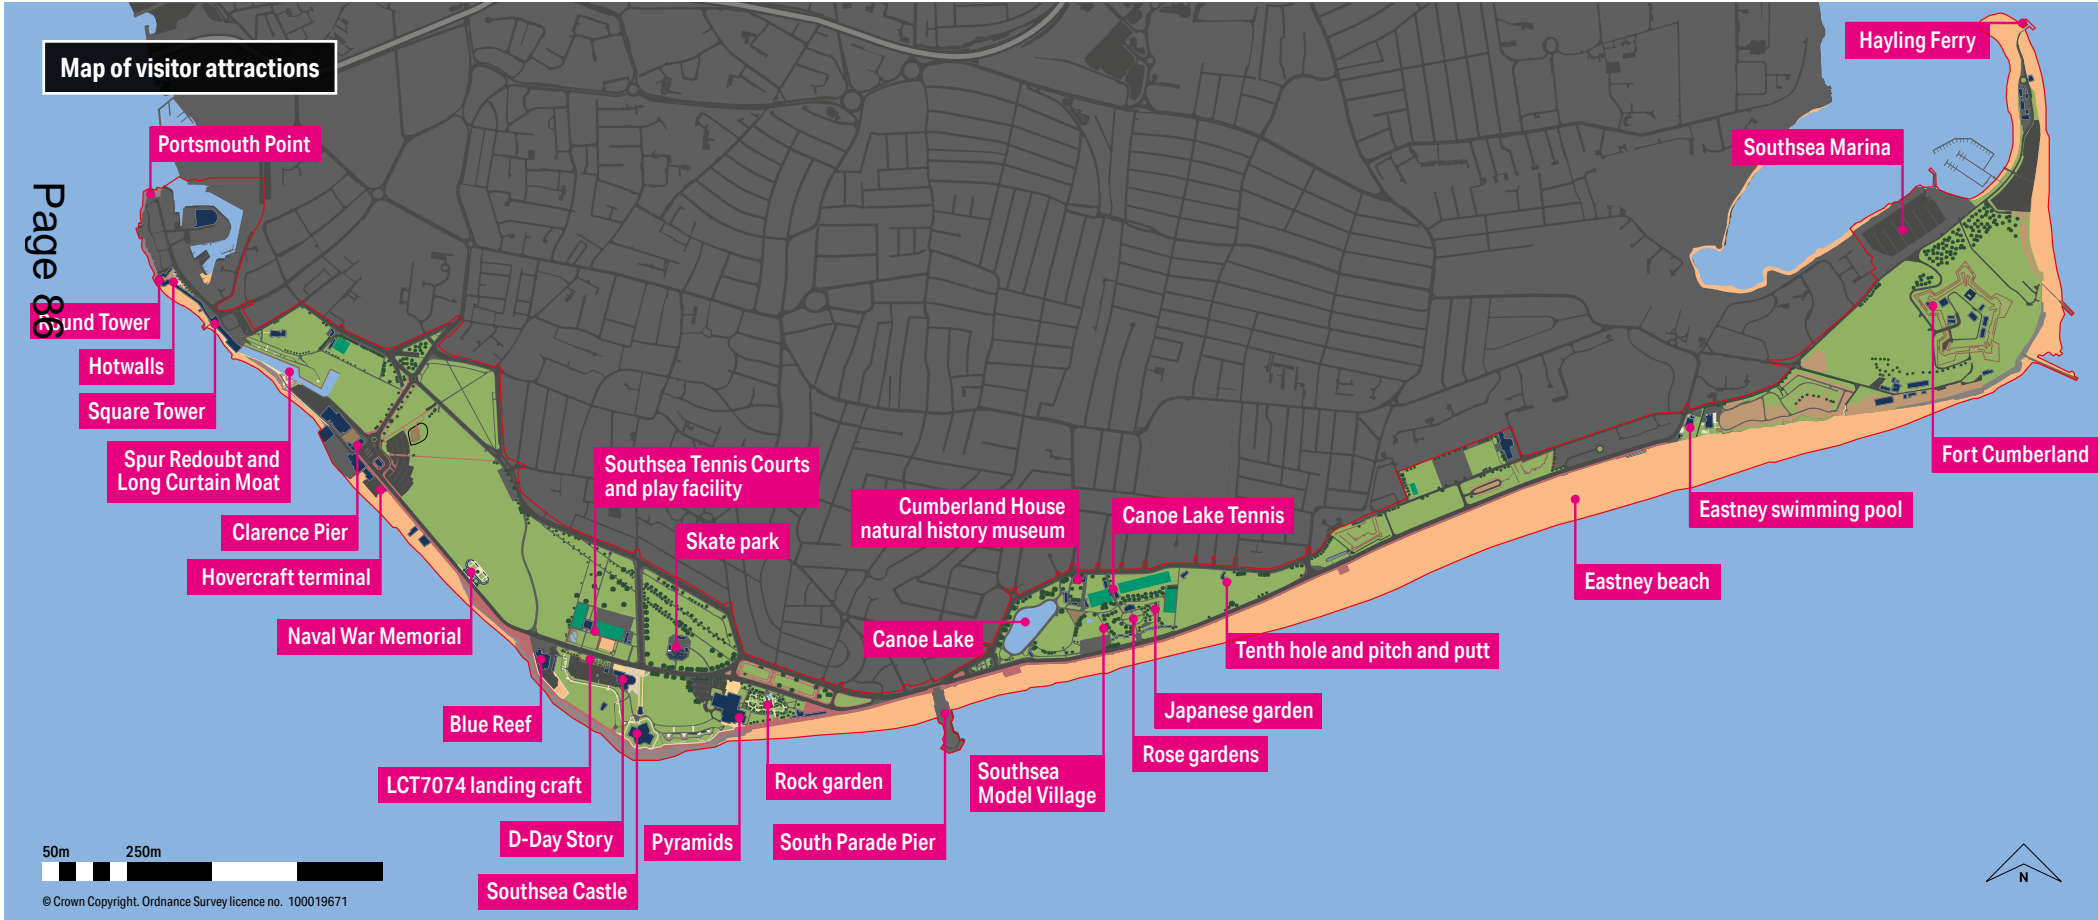 Map of visitor attractions
Hayling Ferry
Portsmouth Point
Southsea Marina
Page 86
Round Tower
Hotwalls
Square Tower
Spur Redoubt and
Long Curtain Moat
Clarence Pier
Hovercraft terminal
Naval War Memorial
Southsea Tennis Courts
and play facility
Skate park
Cumberland House
natural history museum
Canoe Lake Tennis
Fort Cumberland
Eastney swimming pool
Eastney beach
Canoe Lake
Tenth hole and pitch and putt
Japanese garden
Rose gardens
Southsea
Model Village
Blue Reef
LCT7074 landing craft
D-Day Story
Southsea Castle
Pyramids
Rock garden
South Parade Pier
50m
250m
© Crown Copyright. Ordnance Survey licence no. 100019671
N